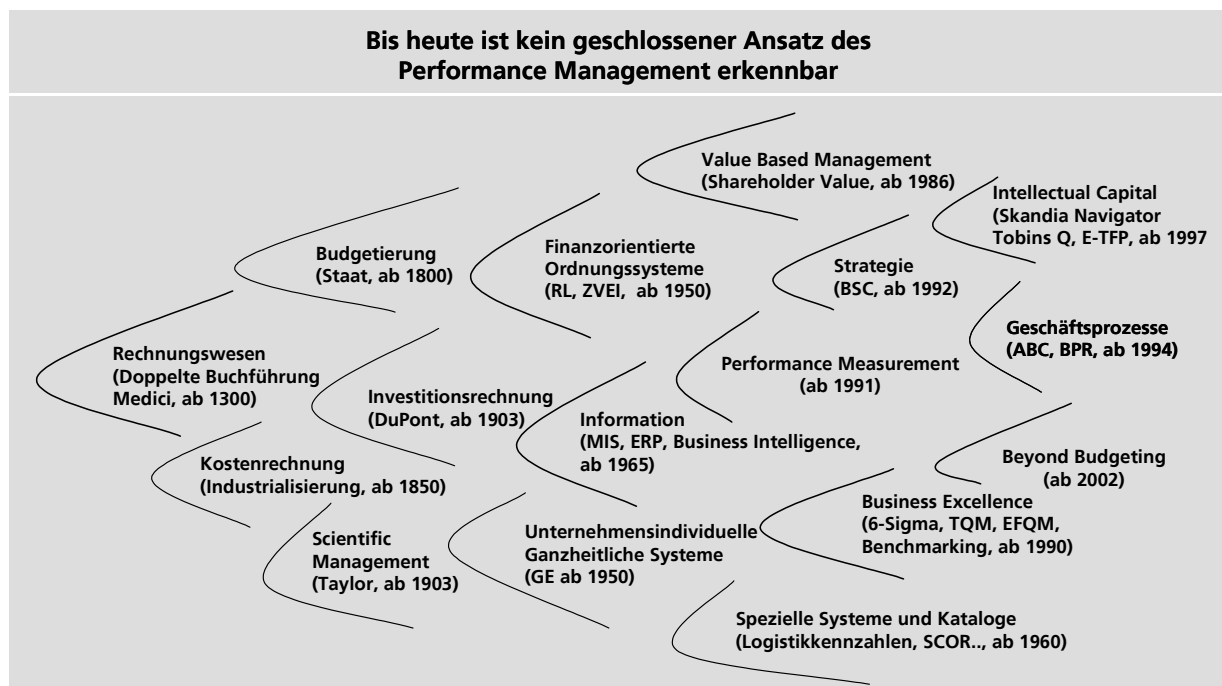 Bis heute ist kein geschlossener Ansatz des
Performance Management erkennbar
Value Based Management
(Shareholder Value, ab 1986)
Intellectual Capital
(Skandia Navigator
Tobins Q, E-TFP, ab 1997
Budgetierung
(Staat, ab 1800)
Finanzorientierte
Ordnungssysteme
(RL, ZVEI, ab 1950)
Strategie
(BSC, ab 1992)
Geschäftsprozesse
(ABC, BPR, ab 1994)
Rechnungswesen
(Doppelte Buchführung
Medici, ab 1300)
Investitionsrechnung
(DuPont, ab 1903)
Performance Measurement
(ab 1991)
Information
(MIS, ERP, Business Intelligence,
ab 1965)
Kostenrechnung
(Industrialisierung, ab 1850)
Beyond Budgeting
(ab 2002)
Business Excellence
(6-Sigma, TQM, EFQM,
Benchmarking, ab 1990)
Scientific
Management
(Taylor, ab 1903)
Unternehmensindividuelle
Ganzheitliche Systeme
(GE ab 1950)
Spezielle Systeme und Kataloge
(Logistikkennzahlen, SCOR.., ab 1960)